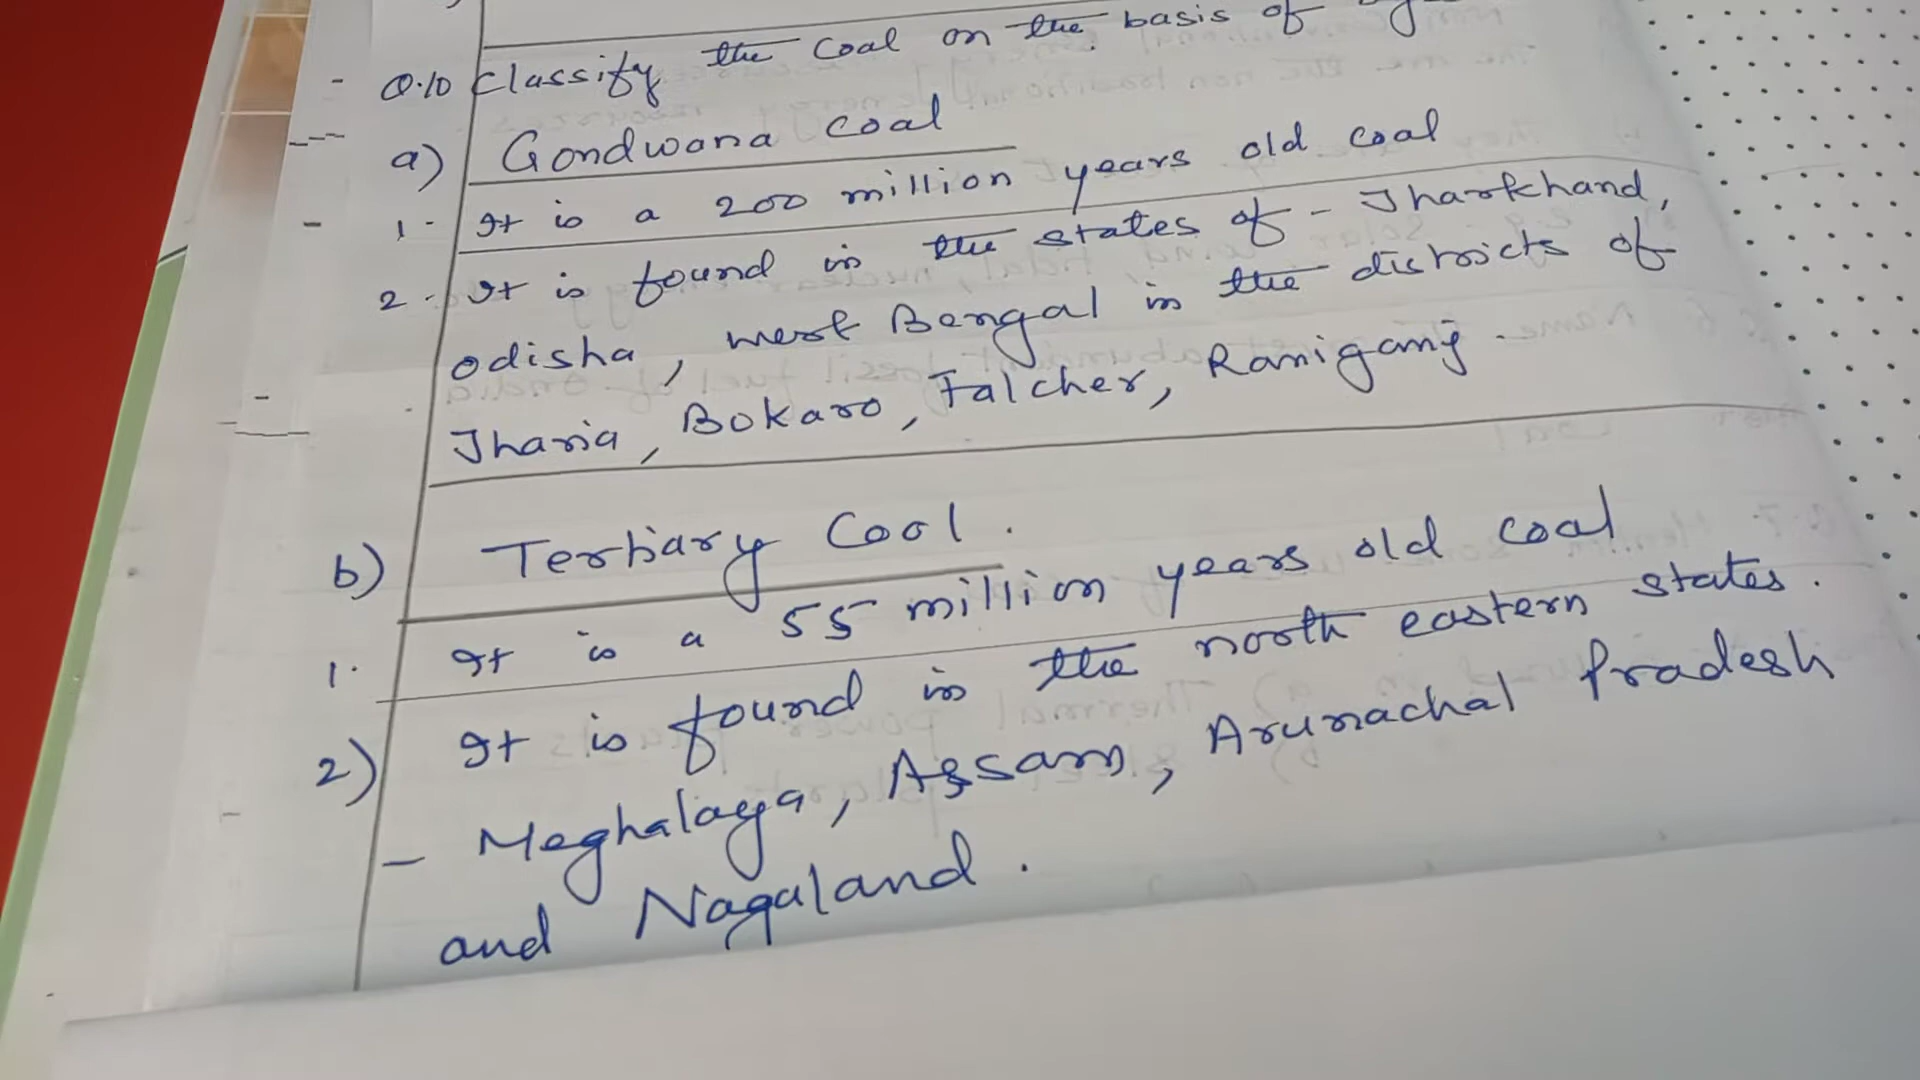 Q.10 Classify the coal on the basis of
a) Gondwana coal
1- It is a 200 million years old coal
2- It is found in the states of - Jharkhand,
odisha, west Bengal in the districts of
Jharia, Bokaro, Talcher, Raniganj.
b) Tertiary Coal.
1. It is a 55 million years old coal
2) It is found in the north eastern states.
- Meghalaya, Assam, Arunachal Pradesh
and Nagaland.